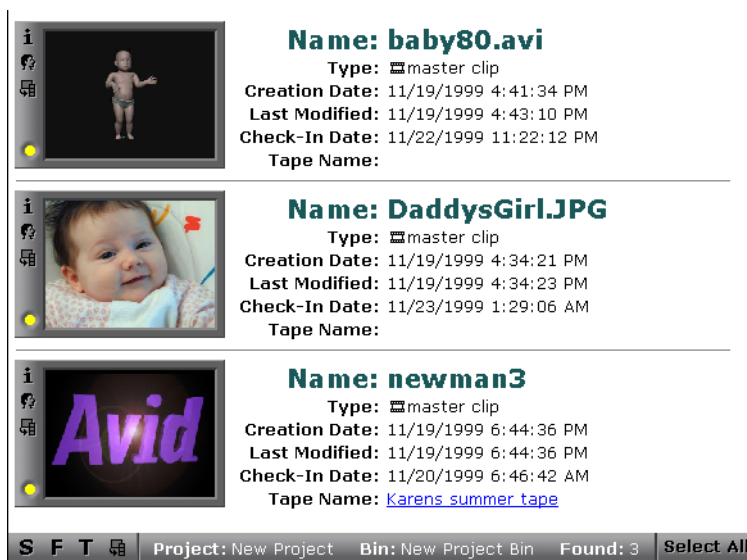 Name: baby80.avi
Type: master clip
Creation Date: 11/19/1999 4:41:34 PM
Last Modified: 11/19/1999 4:43:10 PM
Check-In Date: 11/22/1999 11:22:12 PM
Tape Name:
Name: DaddysGirl.JPG
Type: master clip
Creation Date: 11/19/1999 4:34:21 PM
Last Modified: 11/19/1999 4:34:23 PM
Check-In Date: 11/23/1999 1:29:06 AM
Tape Name:
Avid
Name: newman3
Type: master clip
Creation Date: 11/19/1999 6:44:36 PM
Last Modified: 11/19/1999 6:44:36 PM
Check-In Date: 11/20/1999 6:46:42 AM
Tape Name: Karens summer tape
S F T Project: New Project Bin: New Project Bin Found: 3 Select All